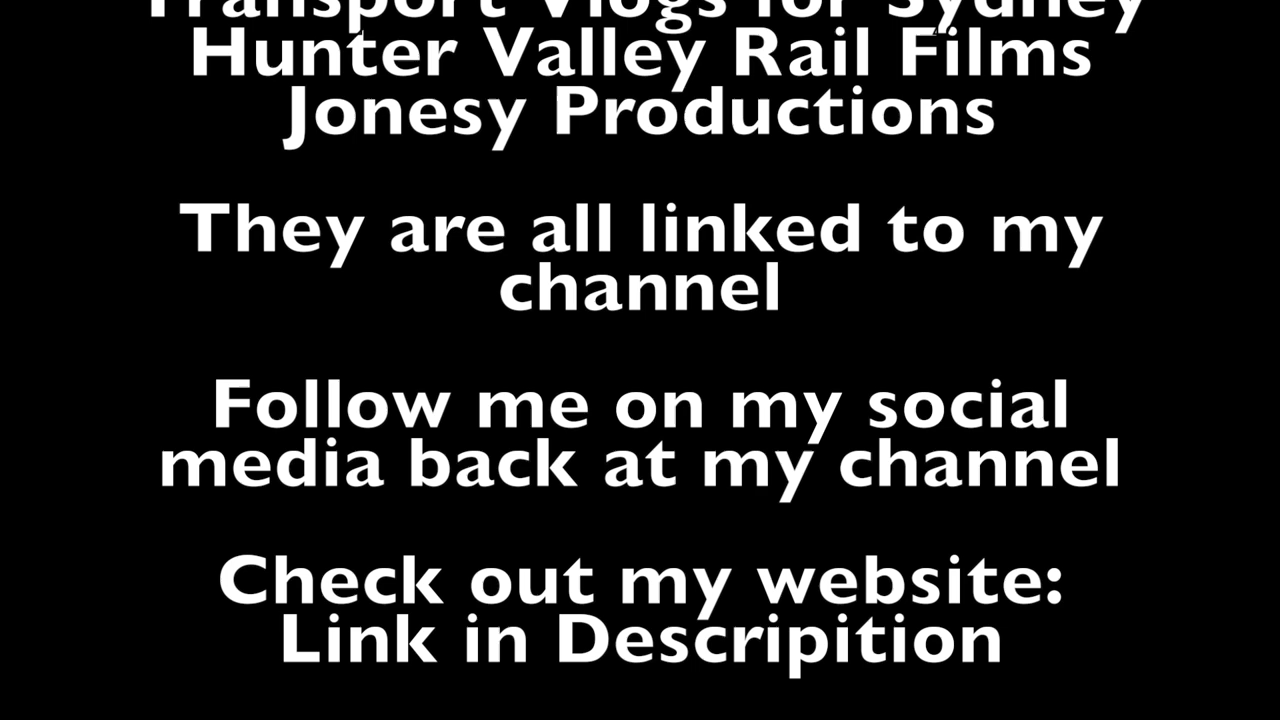 Transport Vlogs for Sydney
Hunter Valley Rail Films
Jonesy Productions
They are all linked to my
channel
Follow me on my social
media back at my channel
Check out my website:
Link in Descripition